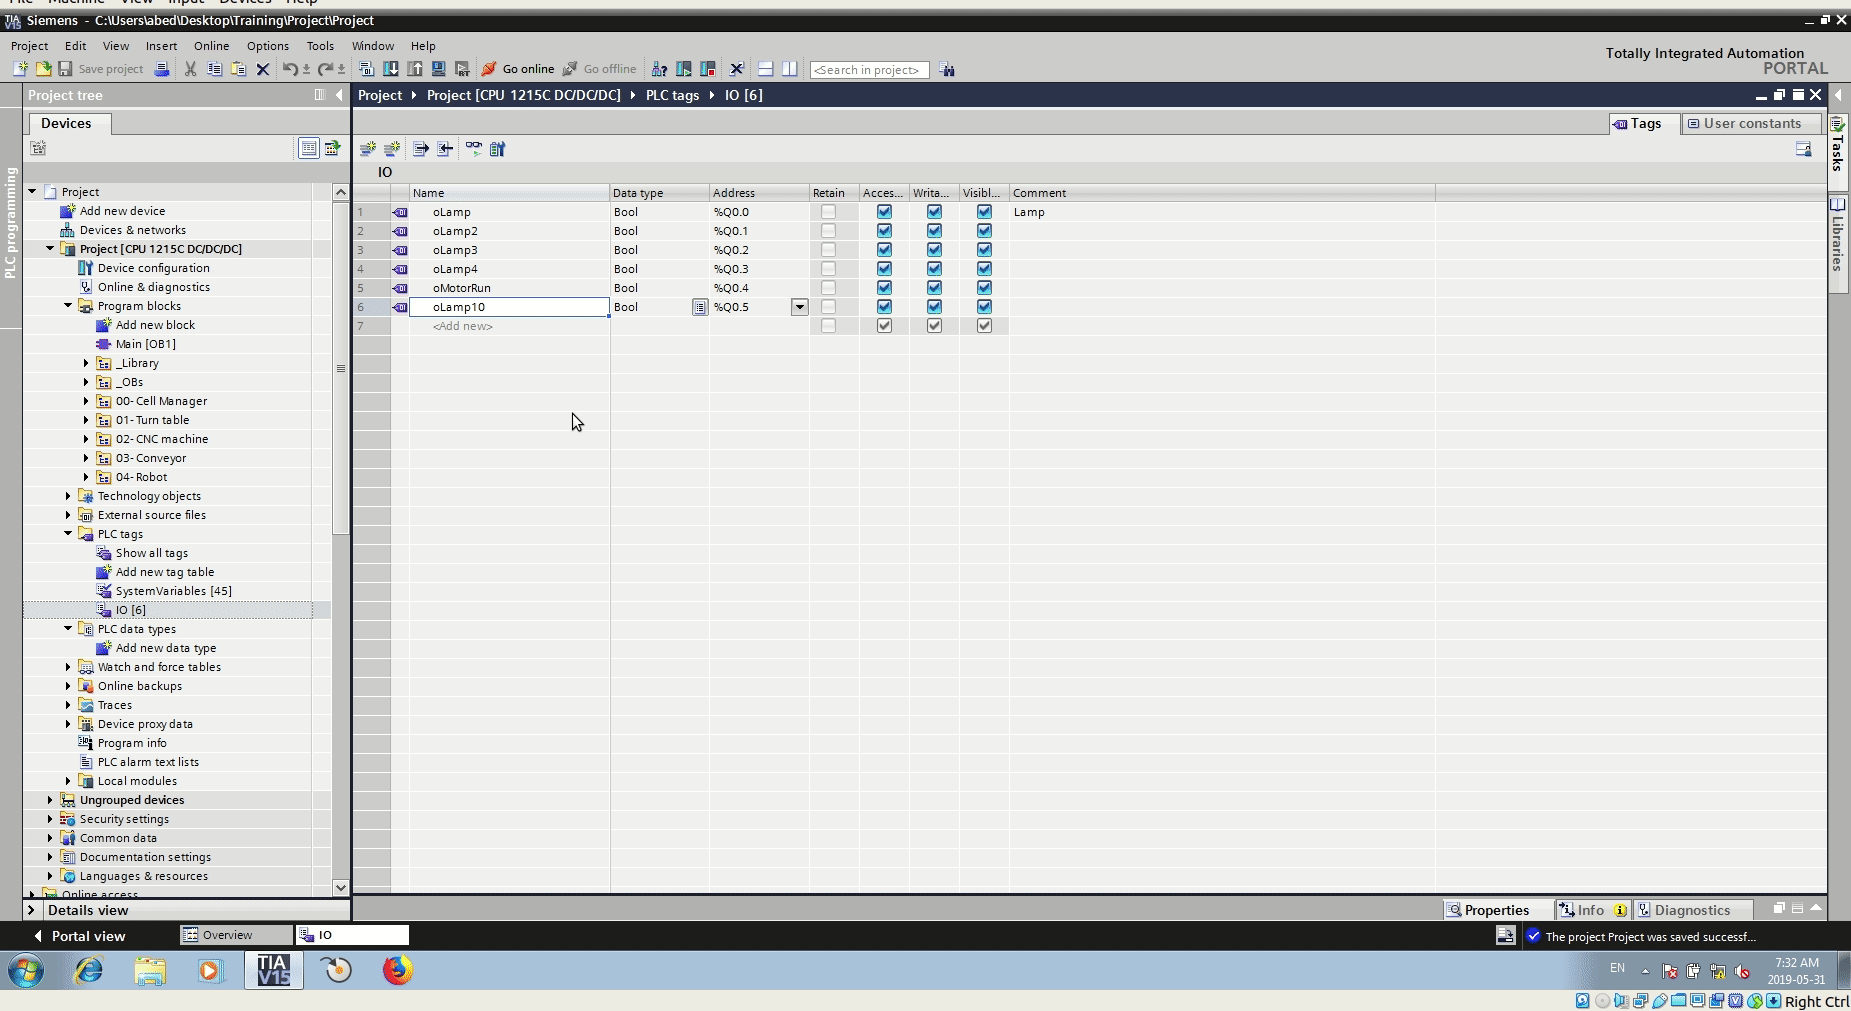 File Machine View Input Devices Help
Siemens - C:\Users\abed\Desktop\Training\Project\Project
Project Edit View Insert Online Options Tools Window Help
Totally Integrated Automation
PORTAL
Save project Go online Go offline <Search in project>
Project tree
Project Project [CPU 1215C DC/DC/DC] PLC tags IO [6]
Devices
Tags User constants
IO
Name Data type Address Retain Acces... Writa... Visibl... Comment
1 oLamp Bool %Q0.0 Lamp
2 oLamp2 Bool %Q0.1
3 oLamp3 Bool %Q0.2
4 oLamp4 Bool %Q0.3
5 oMotorRun Bool %Q0.4
6 oLamp10 Bool %Q0.5
7 <Add new>
PLC programming
Project
Add new device
Devices & networks
Project [CPU 1215C DC/DC/DC]
Device configuration
Online & diagnostics
Program blocks
Add new block
Main [OB1]
_Library
_OBs
00- Cell Manager
01- Turn table
02- CNC machine
03- Conveyor
04- Robot
Technology objects
External source files
PLC tags
Show all tags
Add new tag table
SystemVariables [45]
IO [6]
PLC data types
Add new data type
Watch and force tables
Online backups
Traces
Device proxy data
Program info
PLC alarm text lists
Local modules
Ungrouped devices
Security settings
Common data
Documentation settings
Languages & resources
Online access
Details view
Tasks
Libraries
Properties Info Diagnostics
Portal view Overview IO
The project Project was saved successf...
TIA
V15
EN
7:32 AM
2019-05-31
Right Ctrl